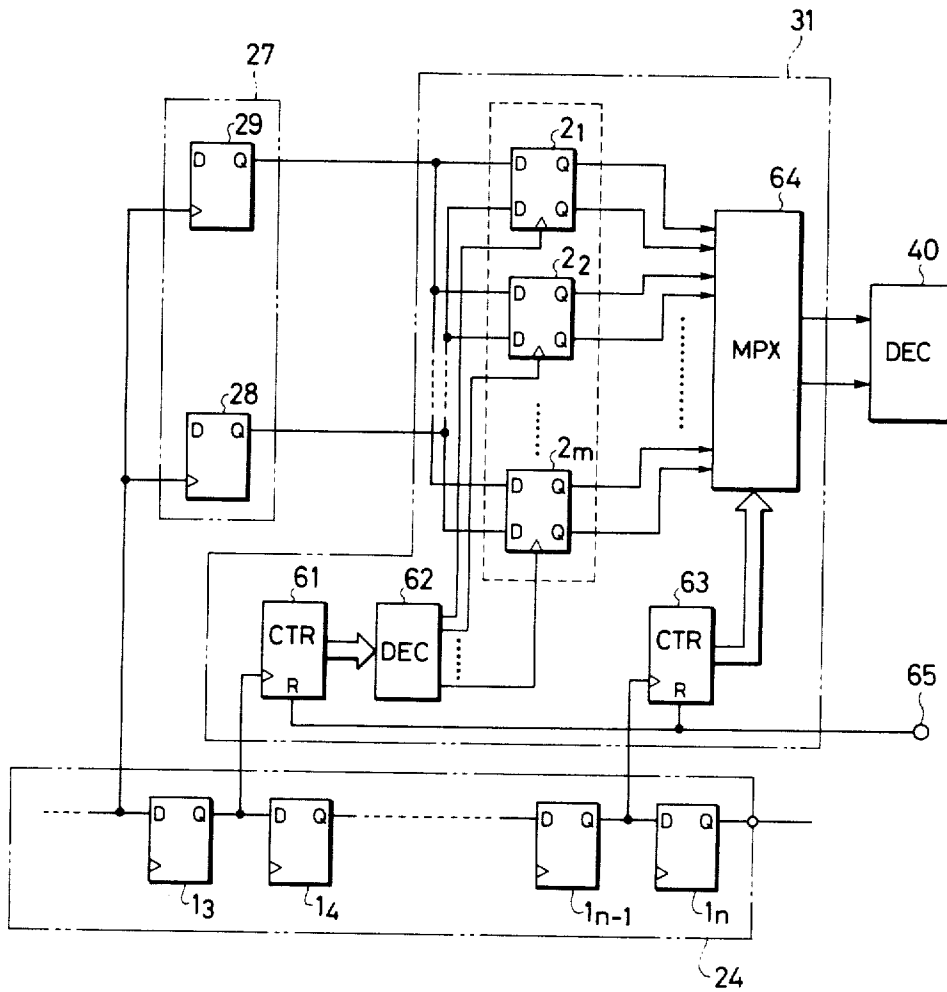 31
27
29
D Q
2₁
D Q
D Q
64
MPX
40
DEC
2₂
D Q
D Q
28
D Q
2m
D Q
D Q
61
CTR
R
62
DEC
63
CTR
R
65
D Q
1₃
D Q
1₄
D Q
1n-1
D Q
1n
24